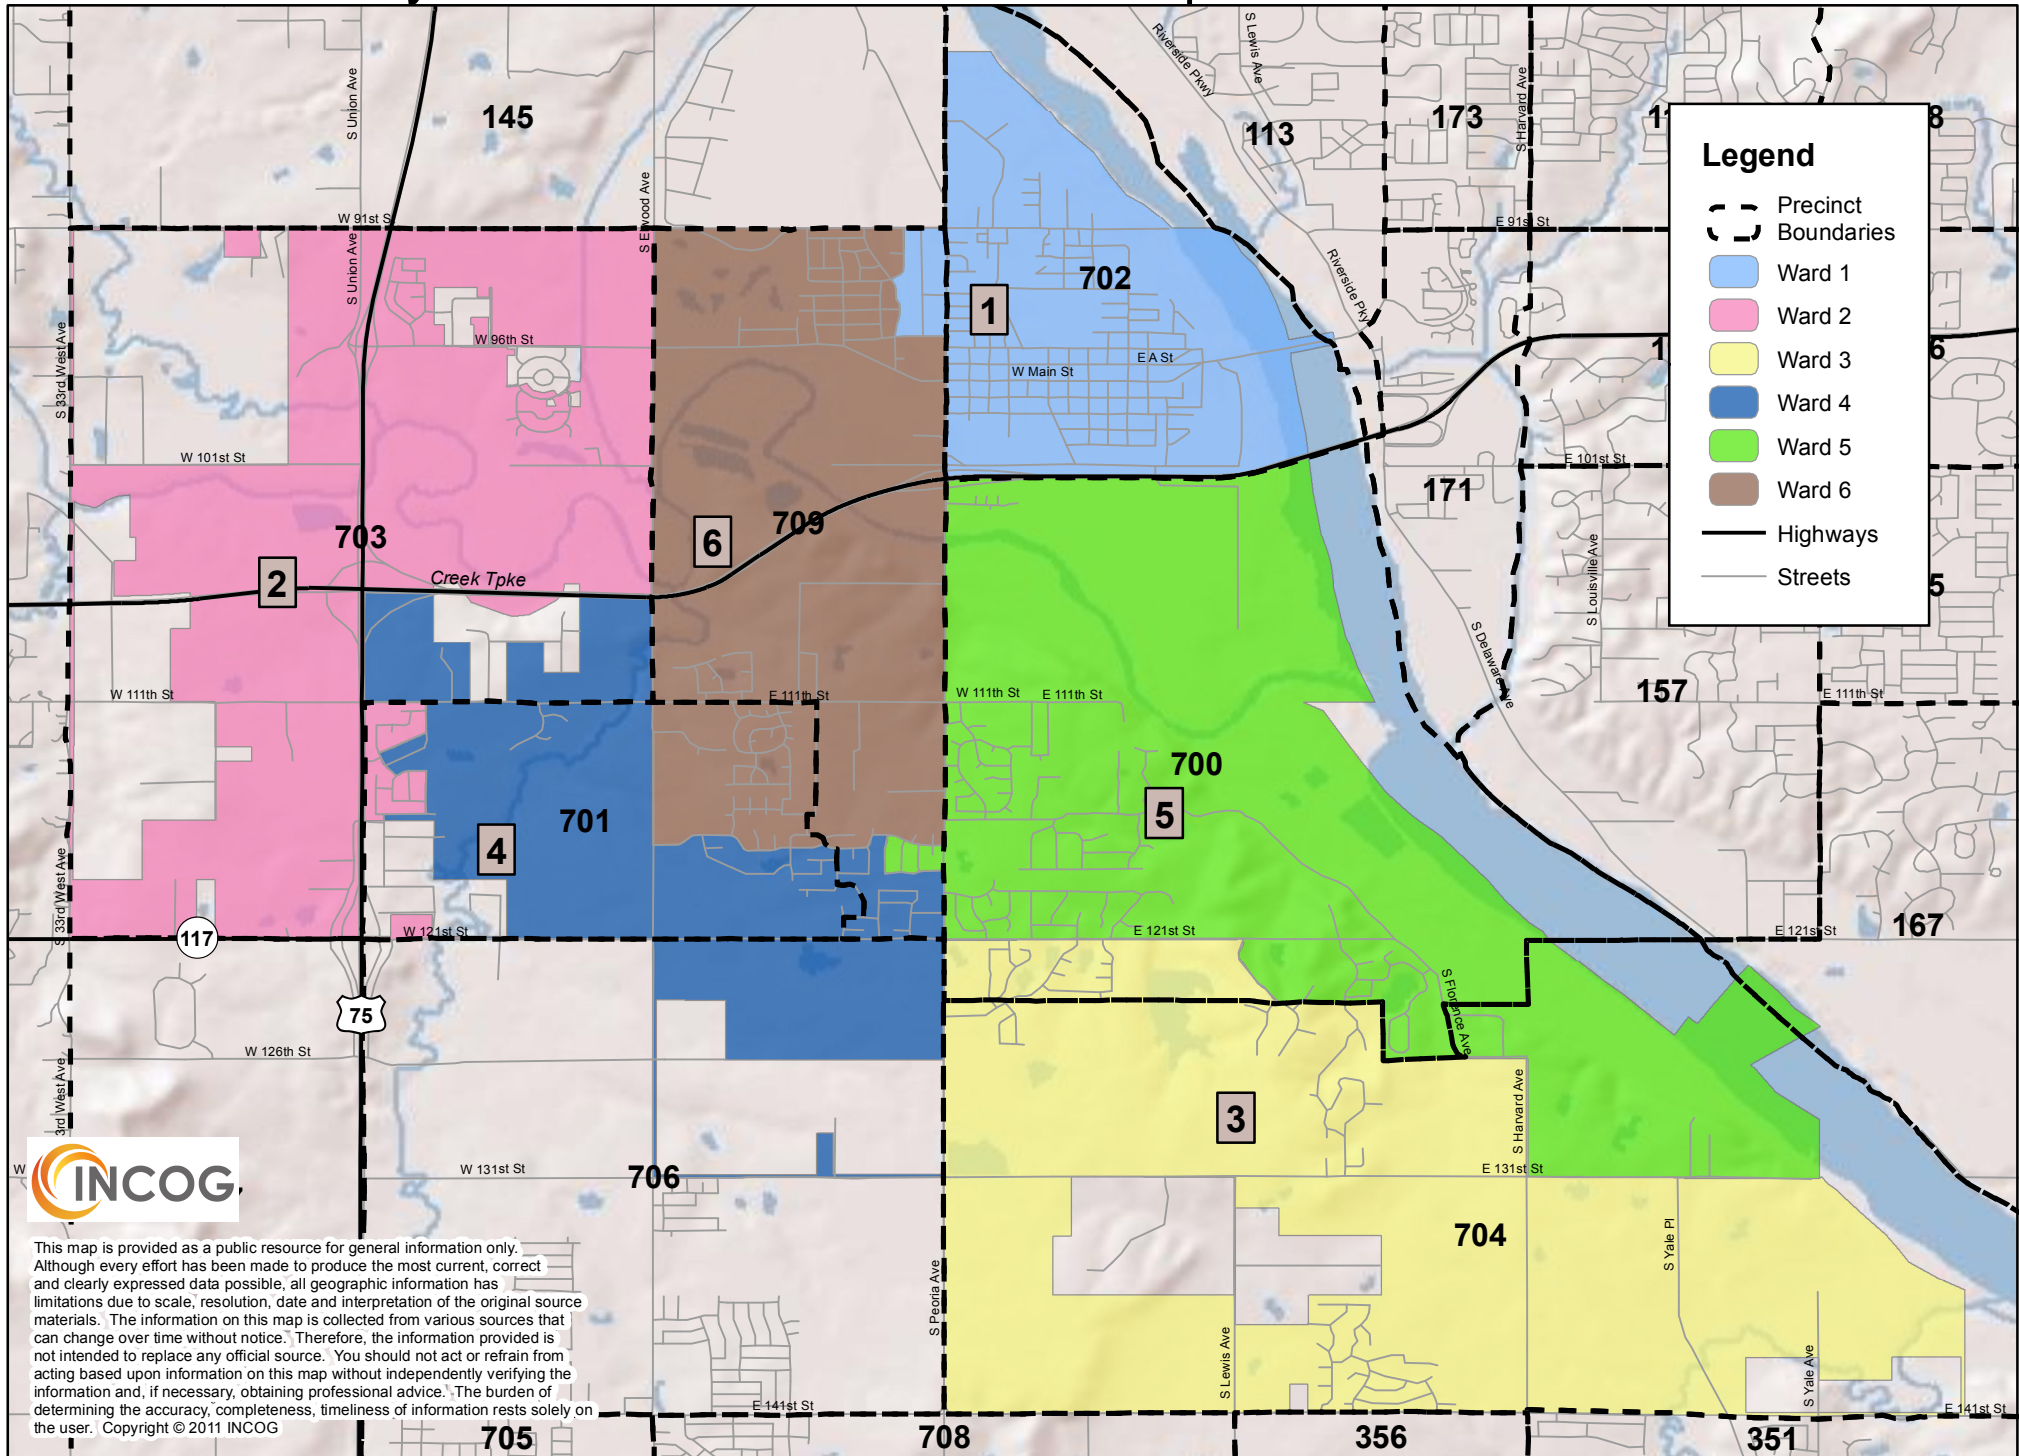 145
113
173
S Union Ave
S Elwood Ave
Riverside Pkwy
S Lewis Ave
S Harvard Ave
Legend
Precinct
Boundaries
Ward 1
Ward 2
Ward 3
Ward 4
Ward 5
Ward 6
Highways
Streets
8
6
5
W 91st S
E 91st St
S Union Ave
702
1
Riverside Pky
S 33rd West Ave
W 96th St
E A St
W Main St
W 101st St
E 101st St
171
703
6
709
2
Creek Tpke
S Louisville Ave
S Delaware Ave
W 111th St
E 111th St
W 111th St
E 111th St
157
E 111th St
700
5
701
4
S 33rd West Ave
117
W 121st St
E 121st St
E 121st St
167
75
S Florence Ave
W 126th St
3rd West Ave
3
S Harvard Ave
INCOG
W
W 131st St
706
E 131st St
704
S Yale Pl
S Peoria Ave
S Lewis Ave
S Yale Ave
This map is provided as a public resource for general information only.
Although every effort has been made to produce the most current, correct
and clearly expressed data possible, all geographic information has
limitations due to scale, resolution, date and interpretation of the original source
materials. The information on this map is collected from various sources that
can change over time without notice. Therefore, the information provided is
not intended to replace any official source. You should not act or refrain from
acting based upon information on this map without independently verifying the
information and, if necessary, obtaining professional advice. The burden of
determining the accuracy, completeness, timeliness of information rests solely on
the user. Copyright © 2011 INCOG
E 141st St
E 141st St
705
708
356
351